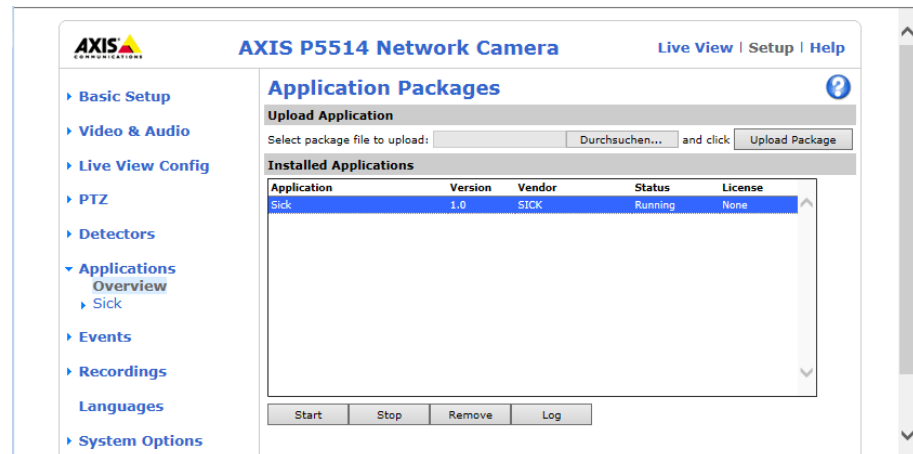 AXIS
COMMUNICATIONS
AXIS P5514 Network Camera
Live View | Setup | Help
Basic Setup
Video & Audio
Live View Config
PTZ
Detectors
Applications
Overview
Sick
Events
Recordings
Languages
System Options
Application Packages
?
Upload Application
Select package file to upload: Durchsuchen... and click Upload Package
Installed Applications
Application Version Vendor Status License
Sick 1.0 SICK Running None
Start Stop Remove Log